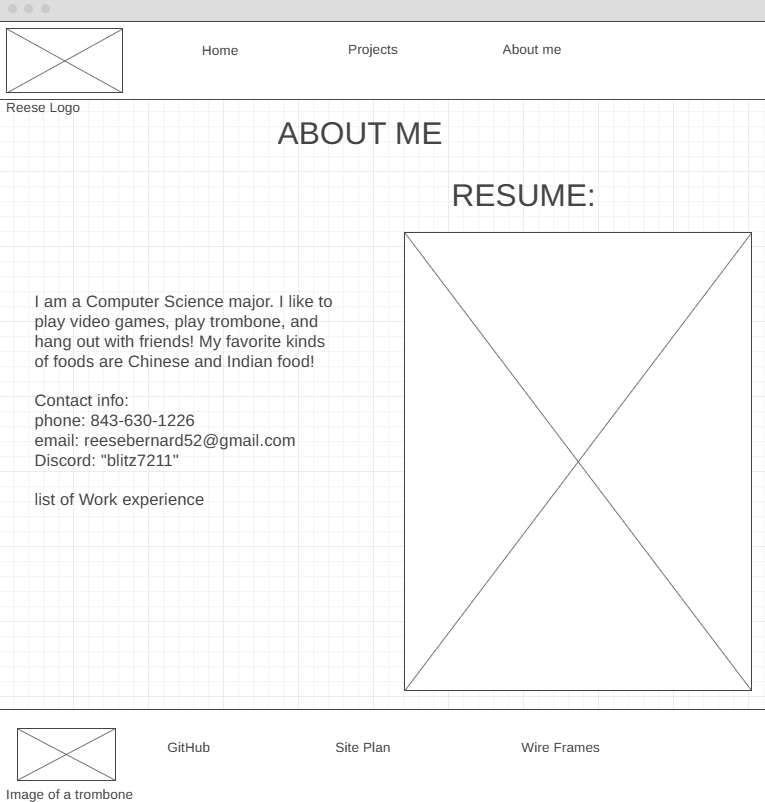 Home
Projects
About me
Reese Logo
ABOUT ME
RESUME:
I am a Computer Science major. I like to
play video games, play trombone, and
hang out with friends! My favorite kinds
of foods are Chinese and Indian food!
Contact info:
phone: 843-630-1226
email: reesebernard52@gmail.com
Discord: "blitz7211"
list of Work experience
GitHub
Site Plan
Wire Frames
Image of a trombone